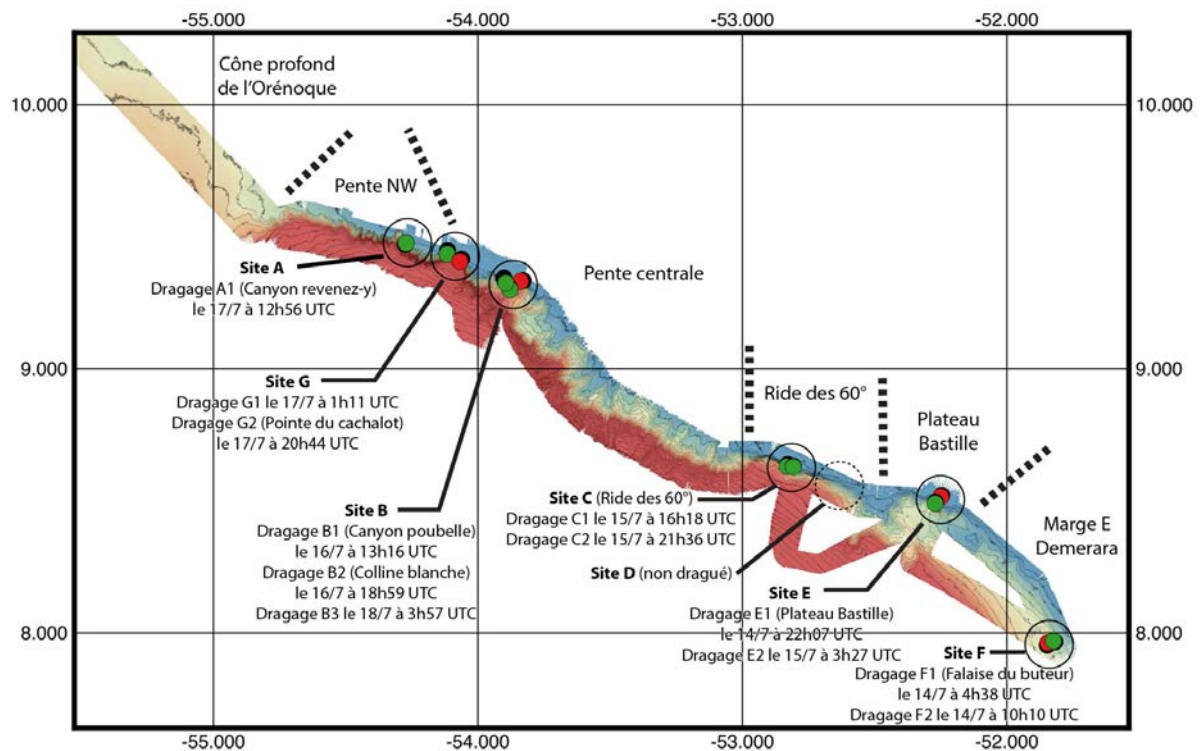 -55.000
-54.000
-53.000
-52.000
Cône profond
de l'Orénoque
10.000
10.000
Pente NW
Pente centrale
Site A
Dragage A1 (Canyon revenez-y)
le 17/7 à 12h56 UTC
9.000
9.000
Site G
Dragage G1 le 17/7 à 1h11 UTC
Dragage G2 (Pointe du cachalot)
le 17/7 à 20h44 UTC
Ride des 60°
Plateau
Bastille
Site B
Dragage B1 (Canyon poubelle)
le 16/7 à 13h16 UTC
Dragage B2 (Colline blanche)
le 16/7 à 18h59 UTC
Dragage B3 le 18/7 à 3h57 UTC
Site C (Ride des 60°)
Dragage C1 le 15/7 à 16h18 UTC
Dragage C2 le 15/7 à 21h36 UTC
Marge E
Demerara
Site D (non dragué)
Site E
Dragage E1 (Plateau Bastille)
le 14/7 à 22h07 UTC
Dragage E2 le 15/7 à 3h27 UTC
8.000
8.000
Site F
Dragage F1 (Falaise du buteur)
le 14/7 à 4h38 UTC
Dragage F2 le 14/7 à 10h10 UTC
-55.000
-54.000
-53.000
-52.000